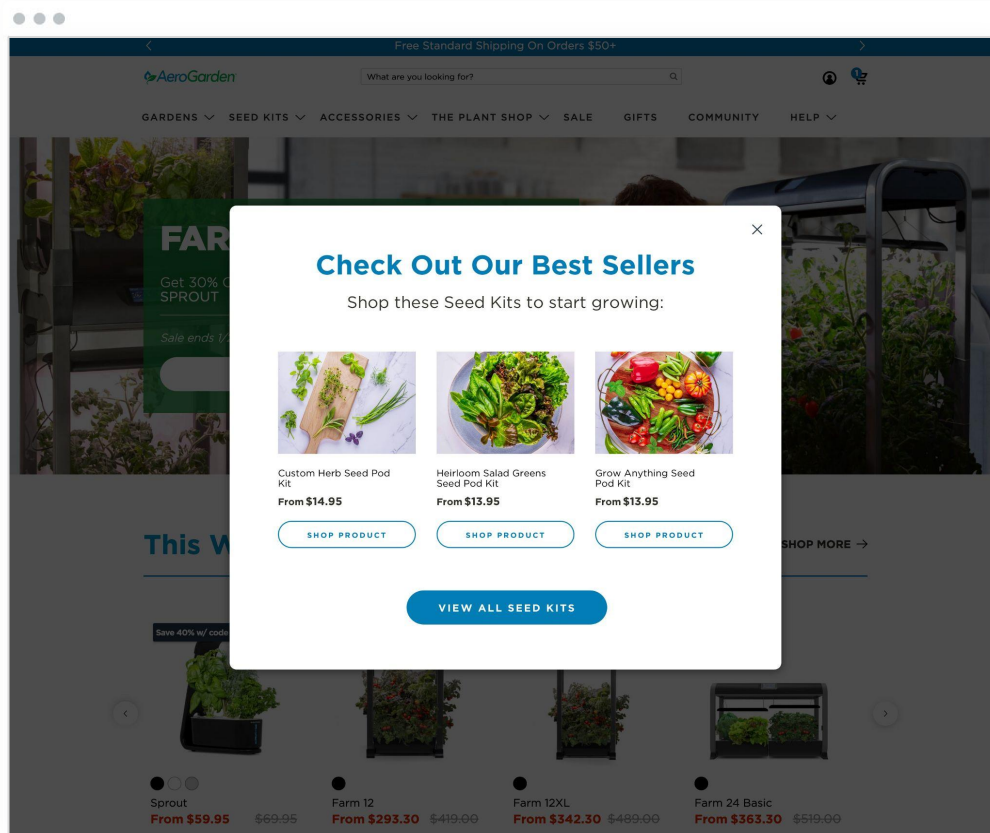 Free Standard Shipping On Orders $50+
AeroGarden
What are you looking for?
1
GARDENS SEED KITS ACCESSORIES THE PLANT SHOP SALE GIFTS COMMUNITY HELP
FAR
Get 30%
SPROUT
Sale ends
Check Out Our Best Sellers
Shop these Seed Kits to start growing:
Custom Herb Seed Pod
Kit
From $14.95
SHOP PRODUCT
Heirloom Salad Greens
Seed Pod Kit
From $13.95
SHOP PRODUCT
Grow Anything Seed
Pod Kit
From $13.95
SHOP PRODUCT
VIEW ALL SEED KITS
This W
SHOP MORE →
Save 40% w/ code
Sprout
From $59.95 $69.95
Farm 12
From $293.30 $419.00
Farm 12XL
From $342.30 $489.00
Farm 24 Basic
From $363.30 $519.00